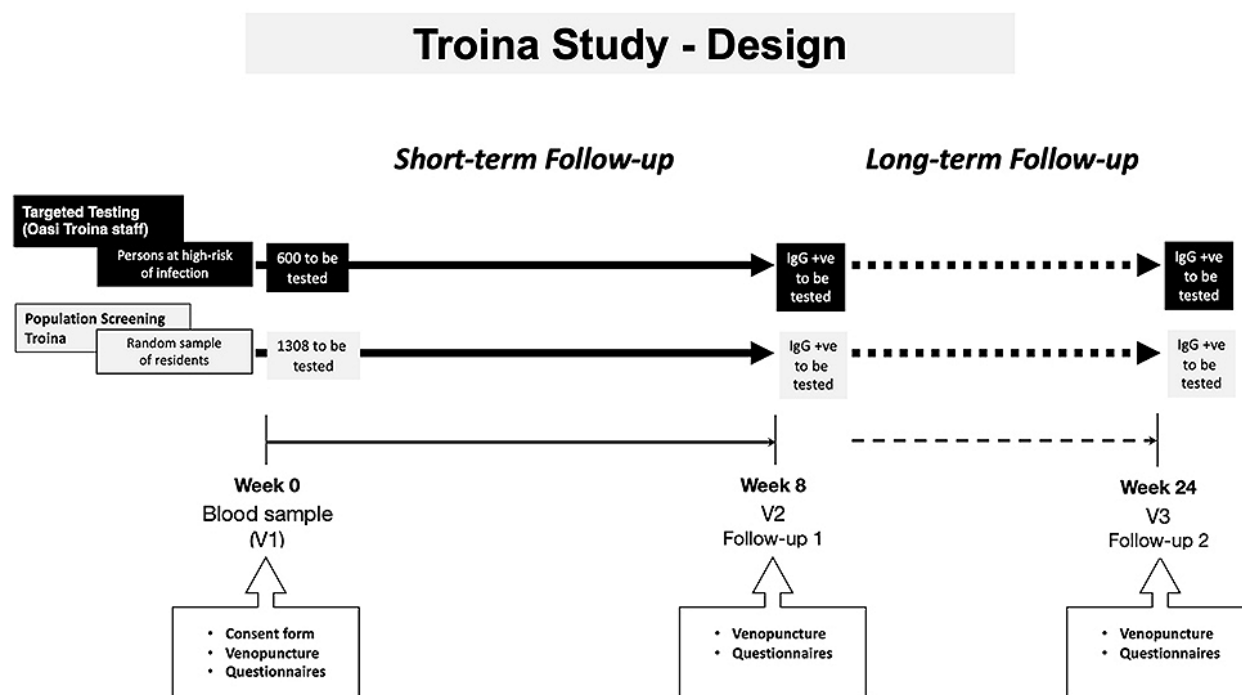 Troina Study - Design
Short-term Follow-up
Long-term Follow-up
Targeted Testing
(Oasi Troina staff)
Persons at high-risk
of infection
600 to be
tested
IgG +ve
to be
tested
IgG +ve
to be
tested
Population Screening
Troina
Random sample
of residents
1308 to be
tested
IgG +ve
to be
tested
IgG +ve
to be
tested
Week 0
Blood sample
(V1)
Week 8
V2
Follow-up 1
Week 24
V3
Follow-up 2
• Consent form
• Venopuncture
• Questionnaires
• Venopuncture
• Questionnaires
• Venopuncture
• Questionnaires